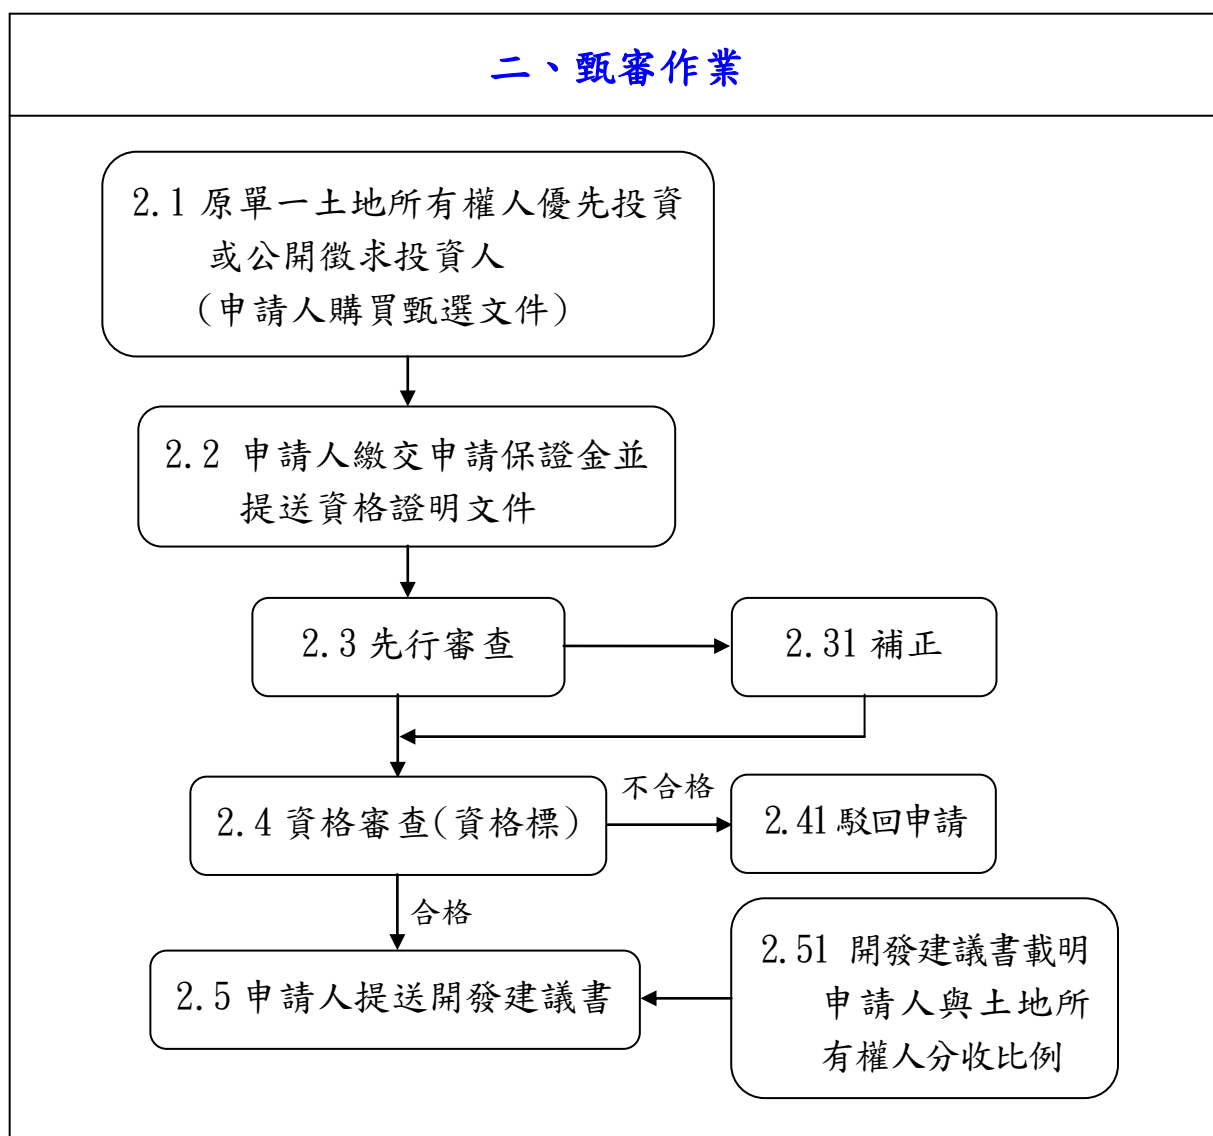 二、甄審作業
2.1 原單一土地所有權人優先投資
或公開徵求投資人
(申請人購買甄選文件)
2.2 申請人繳交申請保證金並
提送資格證明文件
2.3 先行審查
2.31 補正
2.4 資格審查(資格標)
不合格
2.41 駁回申請
合格
2.5 申請人提送開發建議書
2.51 開發建議書載明
申請人與土地所
有權人分收比例